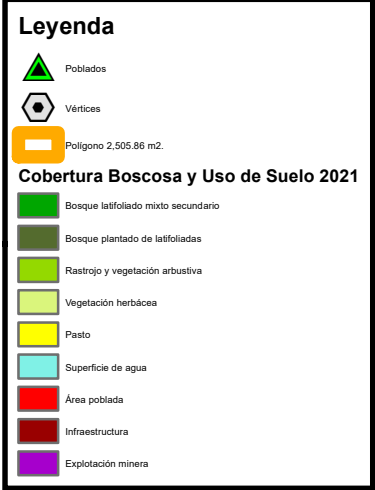 Leyenda
Poblados
Vértices
Polígono 2,505.86 m2.
Cobertura Boscosa y Uso de Suelo 2021
Bosque latifoliado mixto secundario
Bosque plantado de latifoliadas
Rastrojo y vegetación arbustiva
Vegetación herbácea
Pasto
Superficie de agua
Área poblada
Infraestructura
Explotación minera